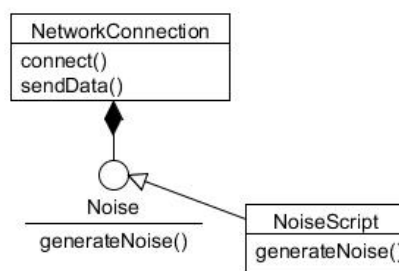 NetworkConnection
connect()
sendData()
Noise
generateNoise()
NoiseScript
generateNoise()